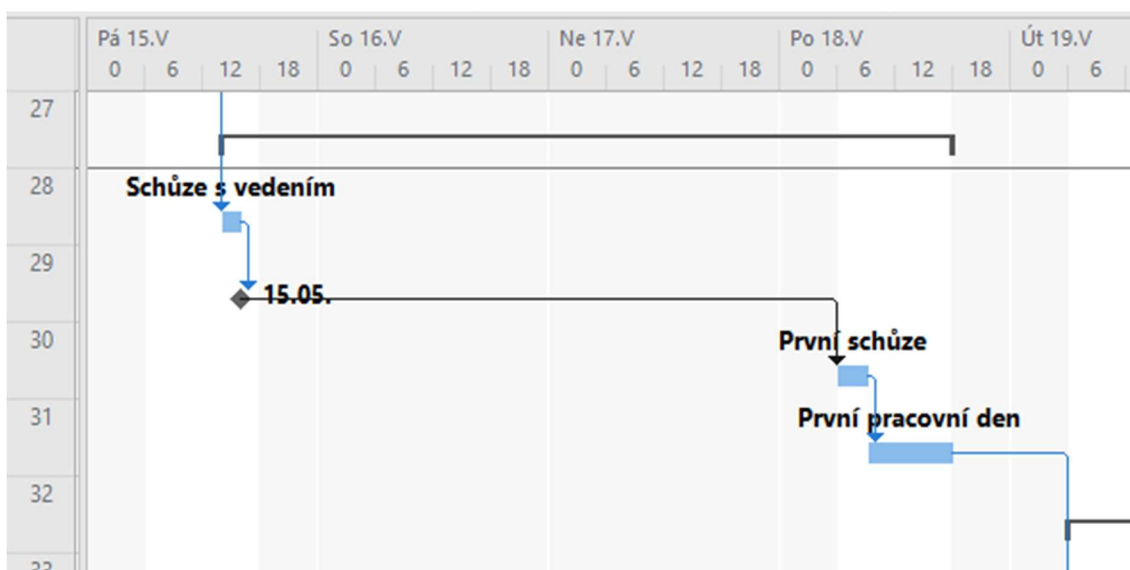 Pá 15.V So 16.V Ne 17.V Po 18.V Út 19.V
0 6 12 18 0 6 12 18 0 6 12 18 0 6 12 18 0 6
27
28 Schůze s vedením
29
15.05.
30 První schůze
31 První pracovní den
32
33